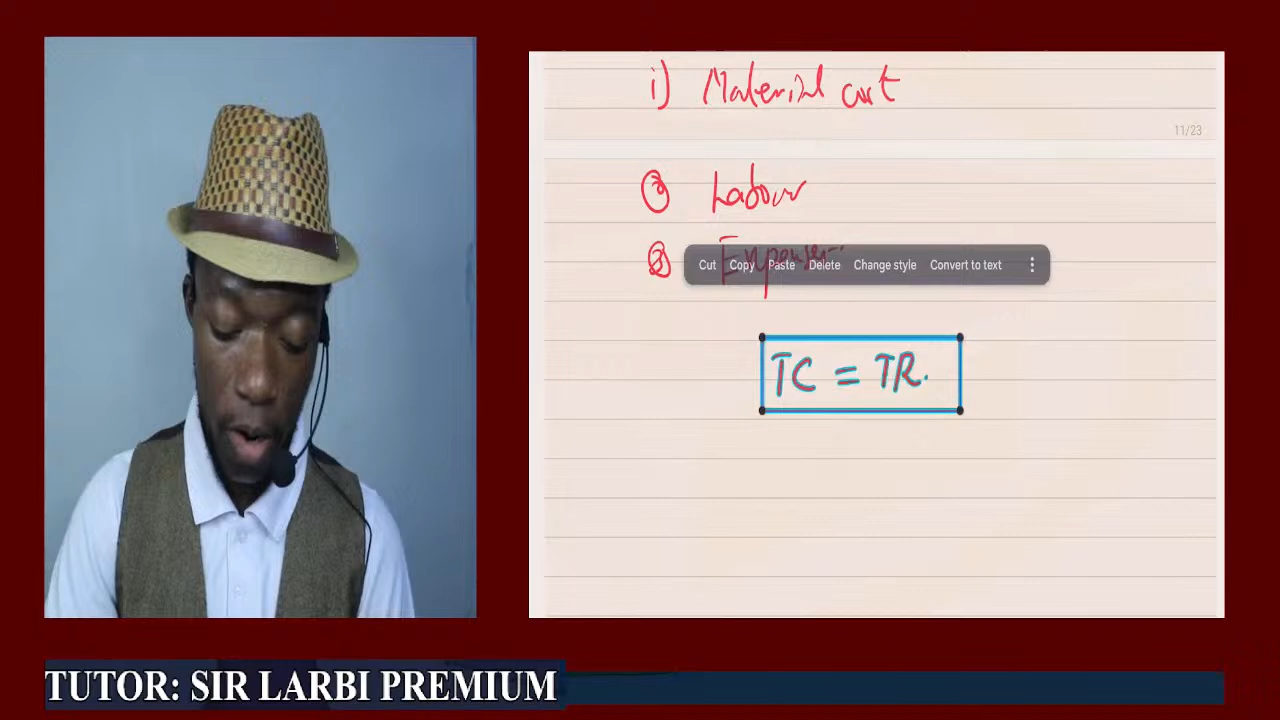 i) Material cost
11/23
② Labour
③ Expenses
Cut Copy Paste Delete Change style Convert to text
TC = TR.
TUTOR: SIR LARBI PREMIUM